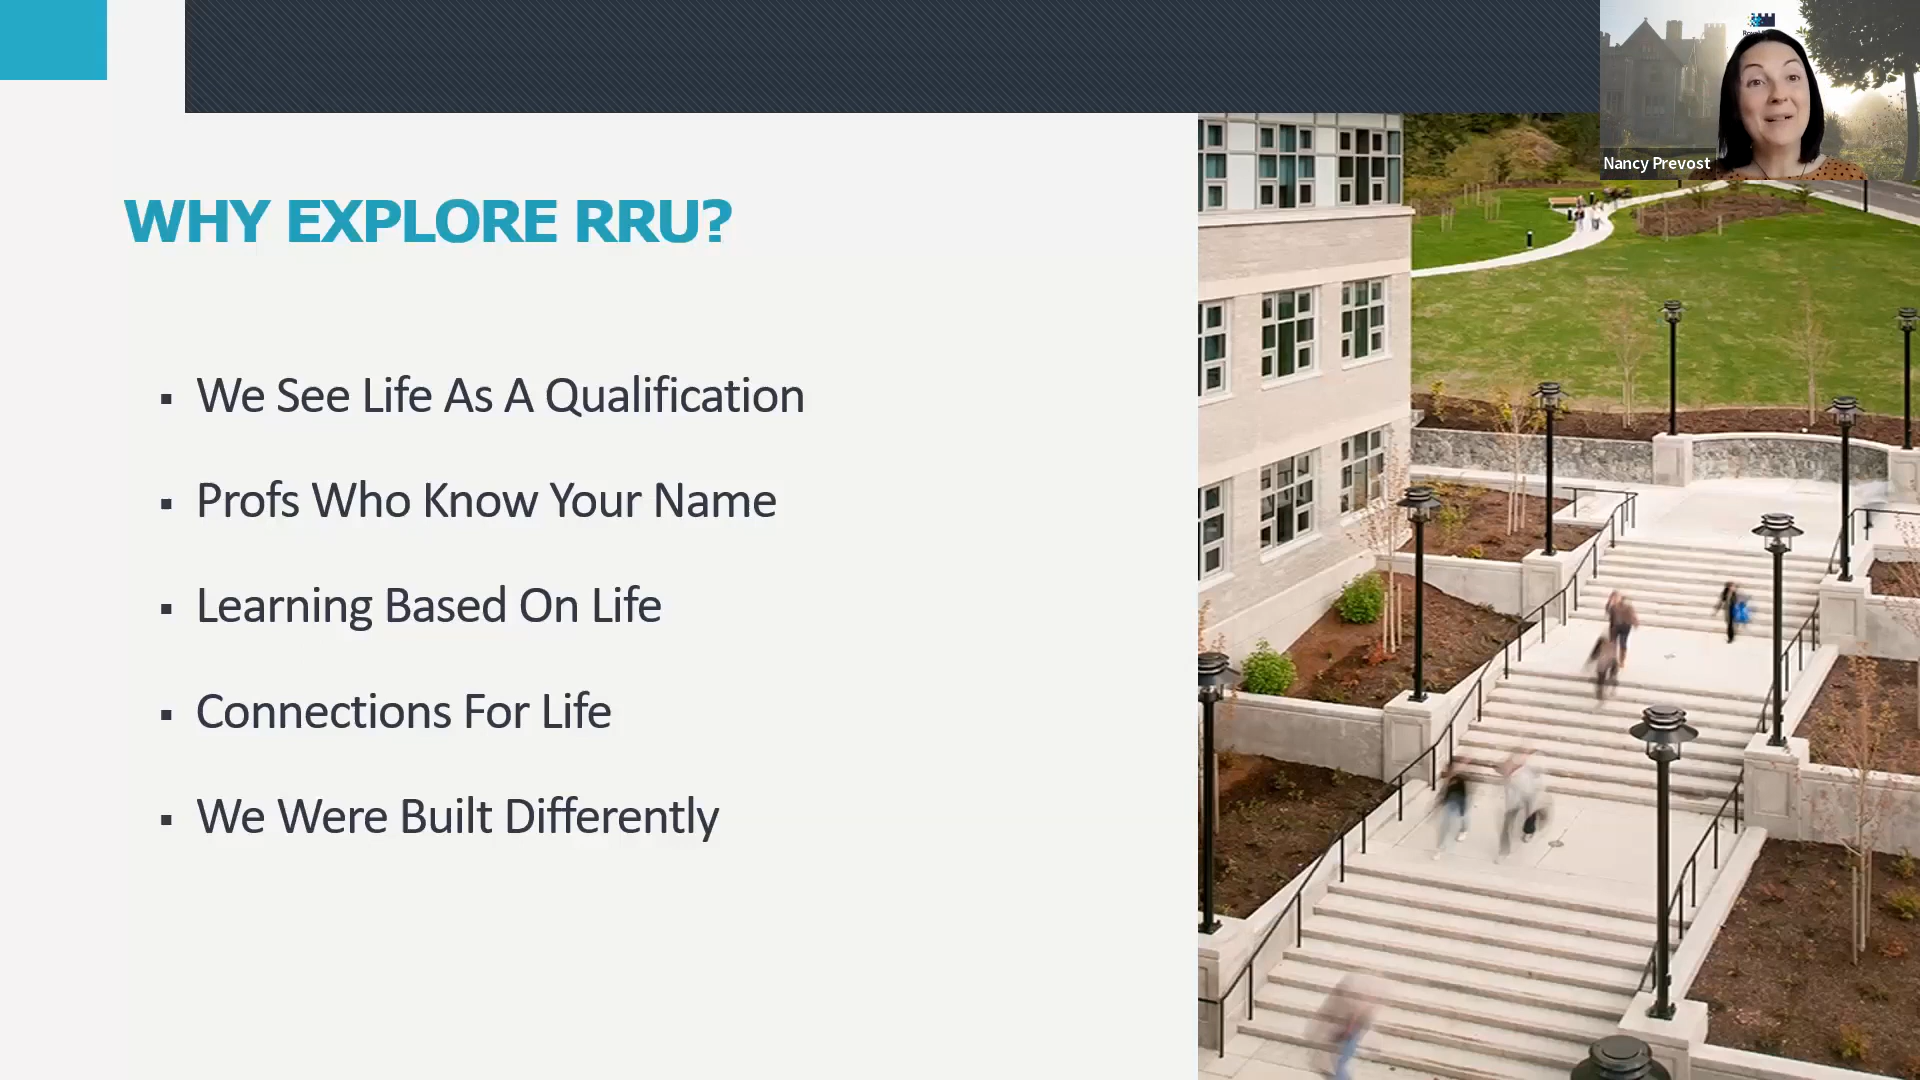 Nancy Prevost
WHY EXPLORE RRU?
▪ We See Life As A Qualification
▪ Profs Who Know Your Name
▪ Learning Based On Life
▪ Connections For Life
▪ We Were Built Differently